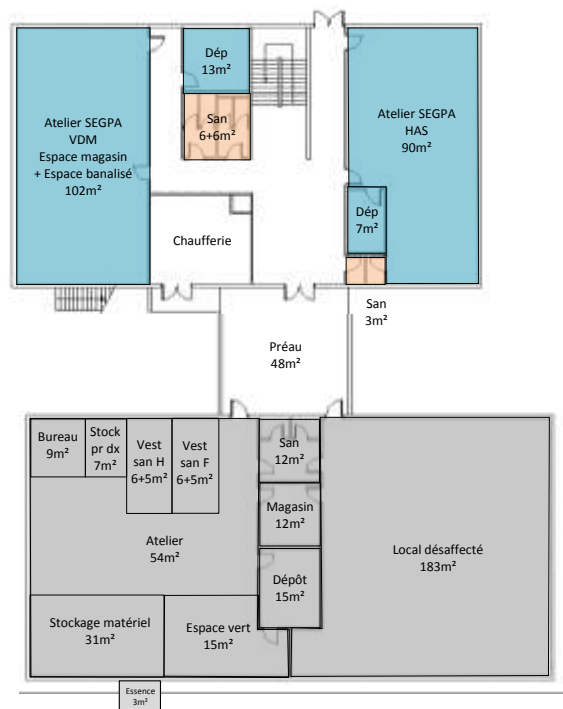 Dép
13m²
Atelier SEGPA
VDM
Espace magasin
+ Espace banalisé
102m²
San
6+6m²
Atelier SEGPA
HAS
90m²
Dép
7m²
Chaufferie
San
3m²
Préau
48m²
Bureau
9m²
Stock
pr dx
7m²
Vest
san H
6+5m²
Vest
san F
6+5m²
San
12m²
Magasin
12m²
Atelier
54m²
Local désaffecté
183m²
Dépôt
15m²
Stockage matériel
31m²
Espace vert
15m²
Essence
3m²